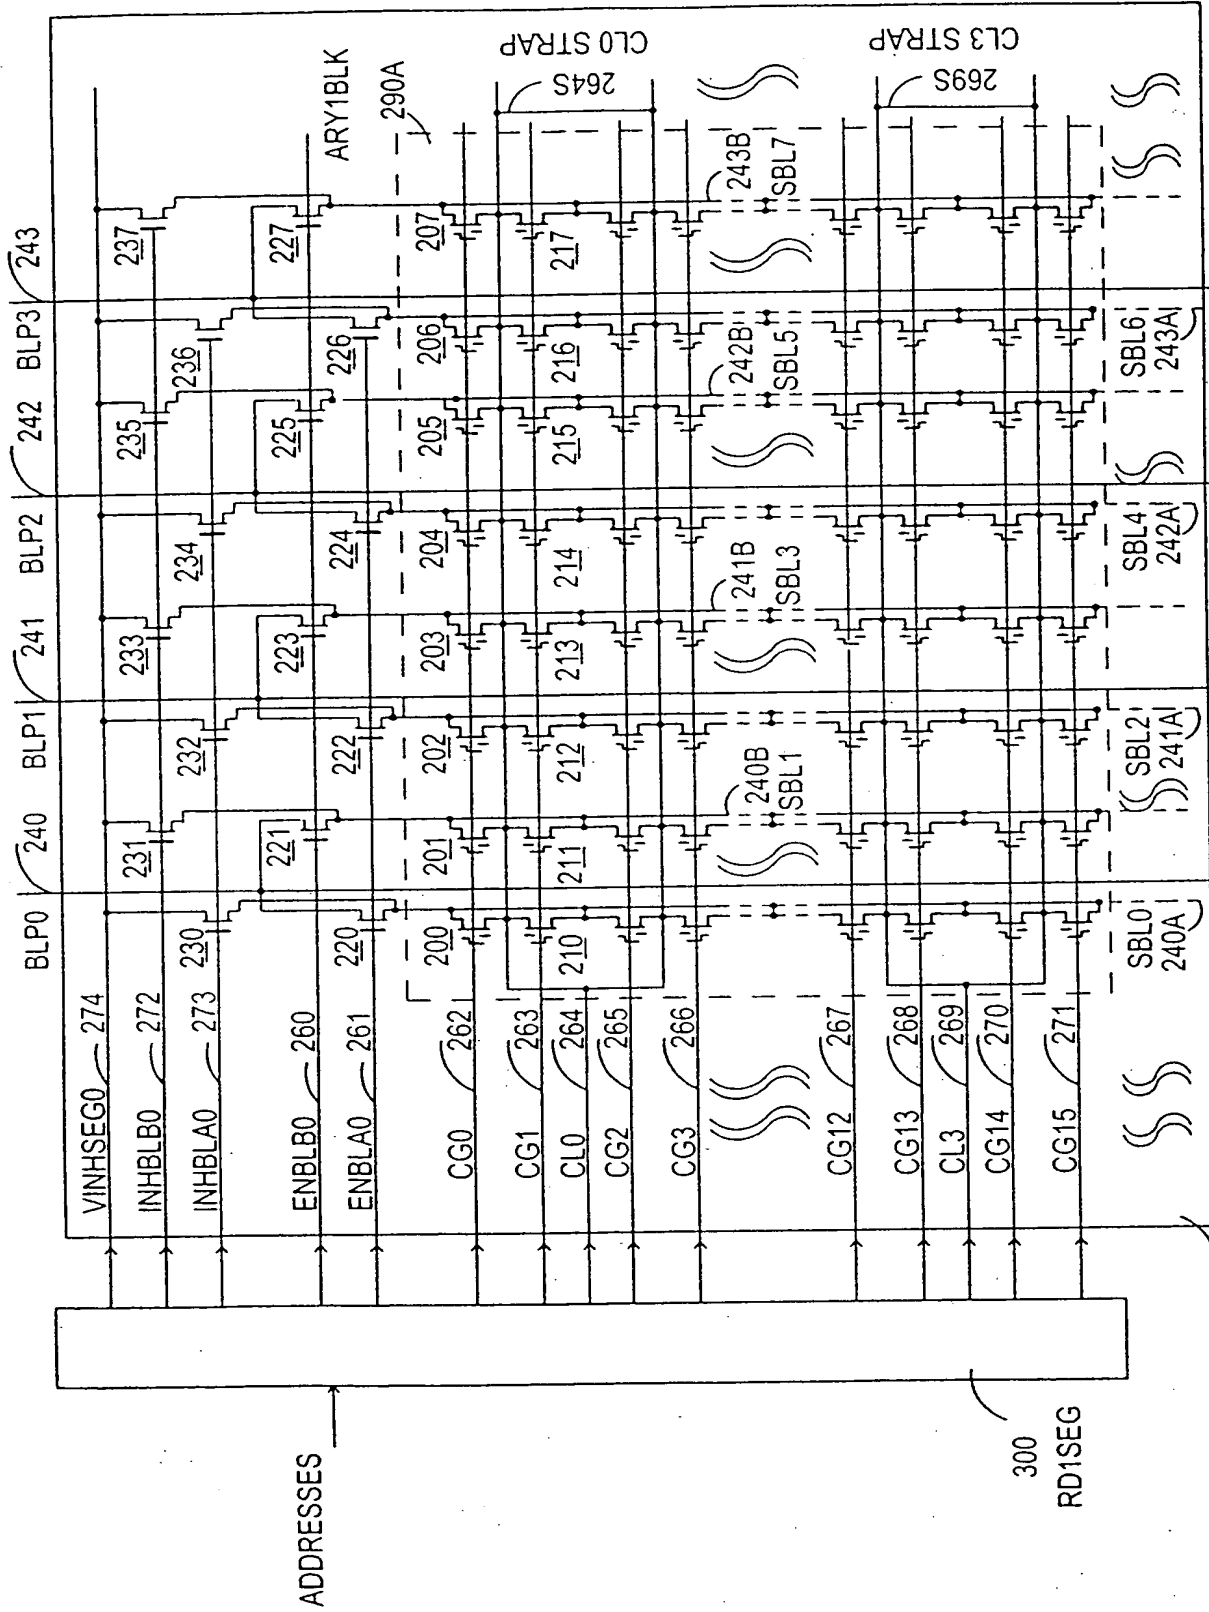 BLP0 240 BLP1 241 BLP2 242 BLP3 243
VINHSEG0 274
INHBLB0 272
231 233 235 237
INHBLA0 273
230 232 234 236
ENBLB0 260
221 223 225 227
ARY1BLK
ENBLA0 261
220 222 224 226
290A
CG0 262
200 201 202 203 204 205 206 207
CG1 263
264S
CL0 STRAP
CL0 264
210 211 212 213 214 215 216 217
CG2 265
CG3 266
240B
SBL1
241B
SBL3
242B
SBL5
243B
SBL7
CG12 267
CG13 268
269S
CL3 STRAP
CL3 269
CG14 270
CG15 271
SBL0
240A
SBL2
241A
SBL4
242A
SBL6
243A
ADDRESSES
300
RD1SEG